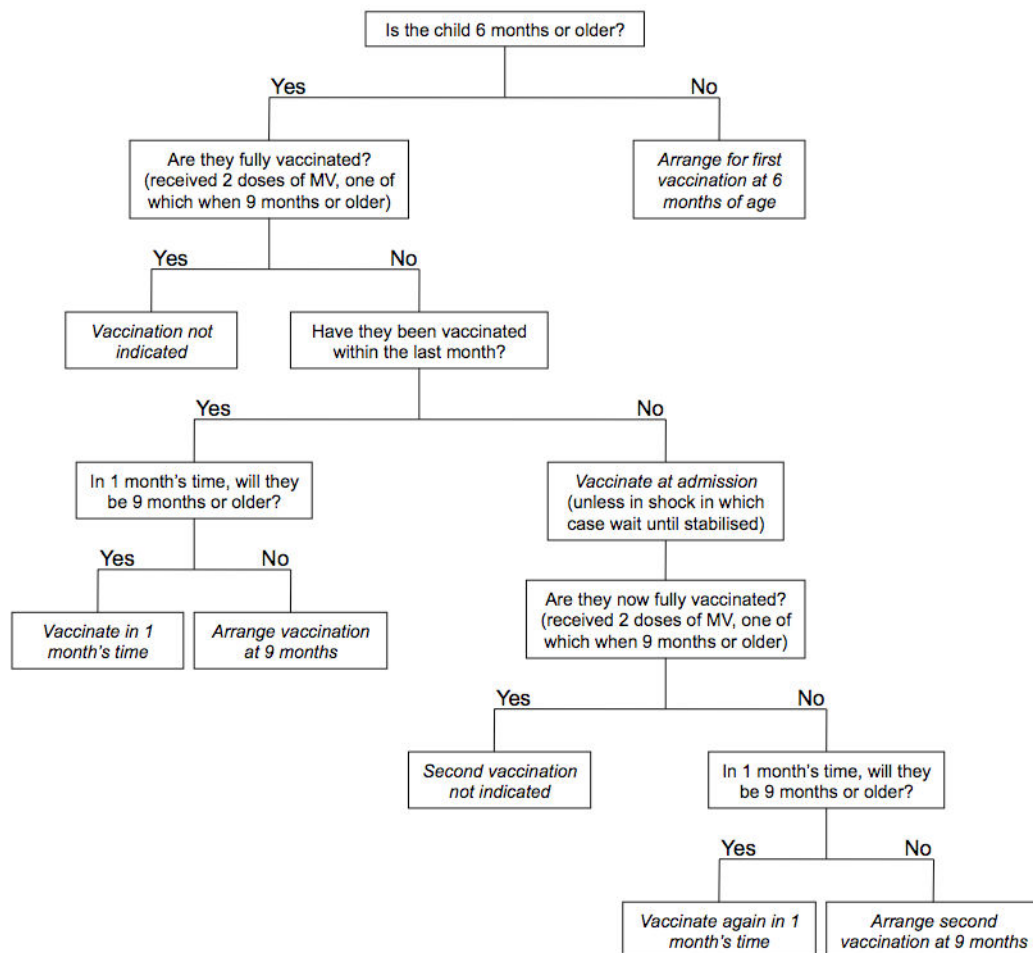 Is the child 6 months or older?
Yes
No
Are they fully vaccinated?
(received 2 doses of MV, one of
which when 9 months or older)
Arrange for first
vaccination at 6
months of age
Yes
No
Vaccination not
indicated
Have they been vaccinated
within the last month?
Yes
No
In 1 month's time, will they
be 9 months or older?
Vaccinate at admission
(unless in shock in which
case wait until stabilised)
Yes
No
Vaccinate in 1
month's time
Arrange vaccination
at 9 months
Are they now fully vaccinated?
(received 2 doses of MV, one of
which when 9 months or older)
Yes
No
Second vaccination
not indicated
In 1 month's time, will they
be 9 months or older?
Yes
No
Vaccinate again in 1
month's time
Arrange second
vaccination at 9 months